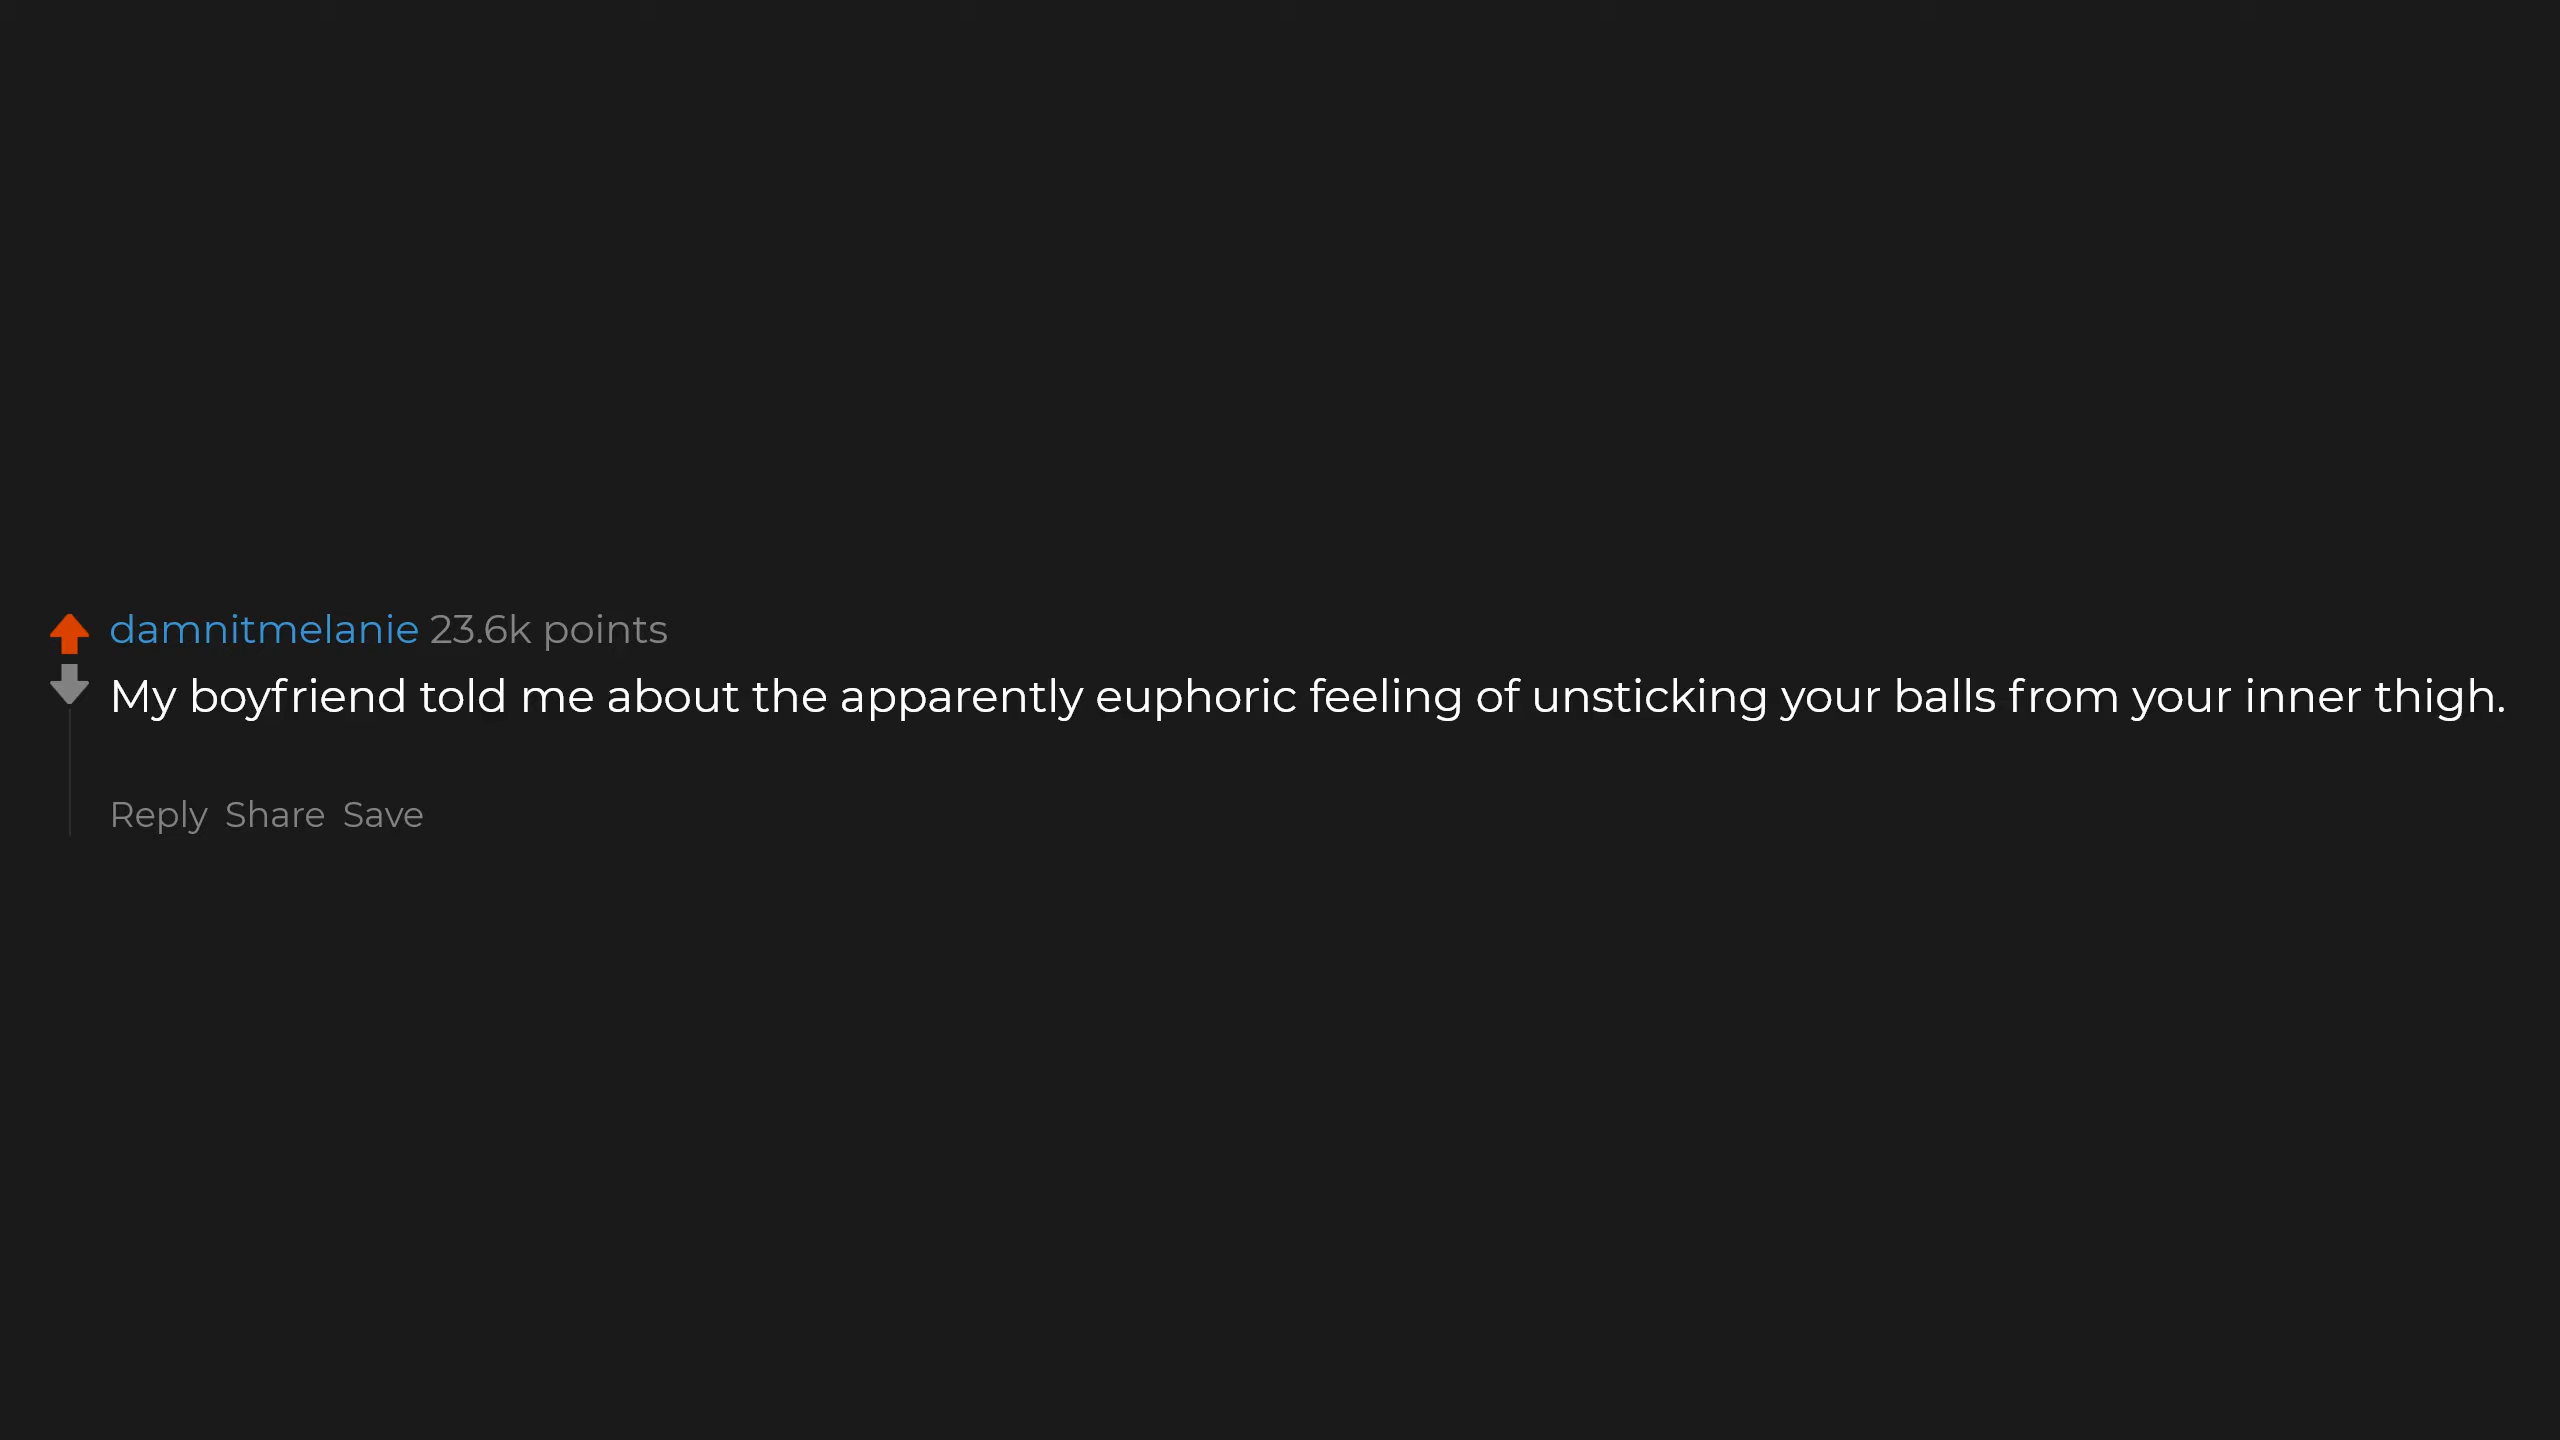 damnitmelanie 23.6k points
My boyfriend told me about the apparently euphoric feeling of unsticking your balls from your inner thigh.
Reply Share Save